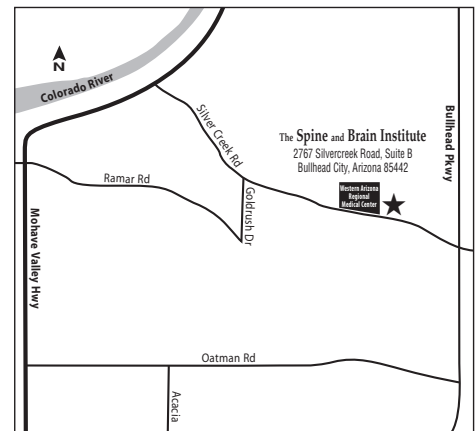 N
Colorado River
Silver Creek Rd
The Spine and Brain Institute
2767 Silvercreek Road, Suite B
Bullhead City, Arizona 85442
Bullhead Pkwy
Western Arizona
Regional
Medical Center
Ramar Rd
Goldrush Dr
Mohave Valley Hwy
Oatman Rd
Acacia